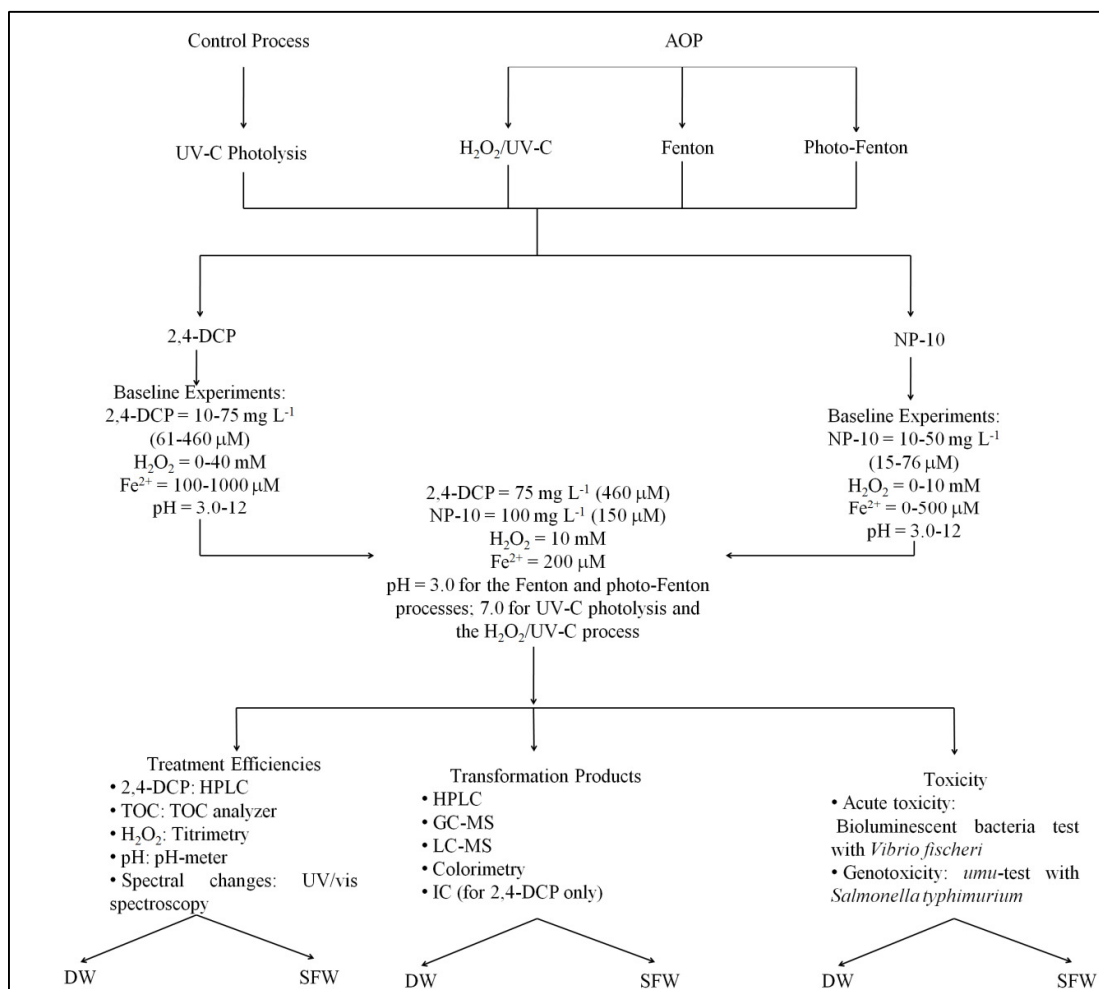 Control Process
AOP
UV-C Photolysis
H₂O₂/UV-C
Fenton
Photo-Fenton
2,4-DCP
NP-10
Baseline Experiments:
2,4-DCP = 10-75 mg L⁻¹
(61-460 µM)
H₂O₂ = 0-40 mM
Fe²⁺ = 100-1000 µM
pH = 3.0-12
Baseline Experiments:
NP-10 = 10-50 mg L⁻¹
(15-76 µM)
H₂O₂ = 0-10 mM
Fe²⁺ = 0-500 µM
pH = 3.0-12
2,4-DCP = 75 mg L⁻¹ (460 µM)
NP-10 = 100 mg L⁻¹ (150 µM)
H₂O₂ = 10 mM
Fe²⁺ = 200 µM
pH = 3.0 for the Fenton and photo-Fenton
processes; 7.0 for UV-C photolysis and
the H₂O₂/UV-C process
Treatment Efficiencies
• 2,4-DCP: HPLC
• TOC: TOC analyzer
• H₂O₂: Titrimetry
• pH: pH-meter
• Spectral changes: UV/vis
spectroscopy
Transformation Products
• HPLC
• GC-MS
• LC-MS
• Colorimetry
• IC (for 2,4-DCP only)
Toxicity
• Acute toxicity:
Bioluminescent bacteria test
with Vibrio fischeri
• Genotoxicity: umu-test with
Salmonella typhimurium
DW
SFW
DW
SFW
DW
SFW